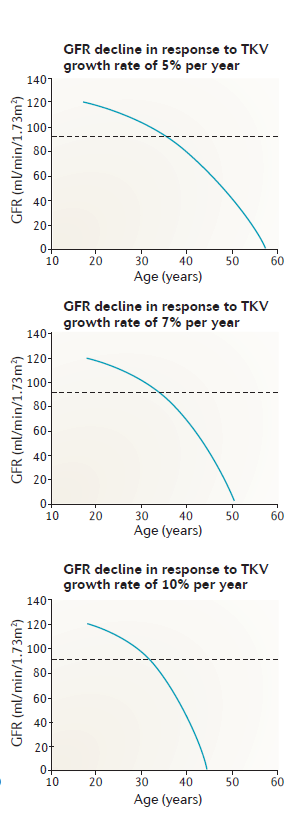 GFR decline in response to TKV
growth rate of 5% per year
GFR (ml/min/1.73m²)
140
120
100
80
60
40
20
0
10 20 30 40 50 60
Age (years)
GFR decline in response to TKV
growth rate of 7% per year
GFR (ml/min/1.73m²)
140
120
100
80
60
40
20
0
10 20 30 40 50 60
Age (years)
GFR decline in response to TKV
growth rate of 10% per year
GFR (ml/min/1.73m²)
140
120
100
80
60
40
20
0
10 20 30 40 50 60
Age (years)